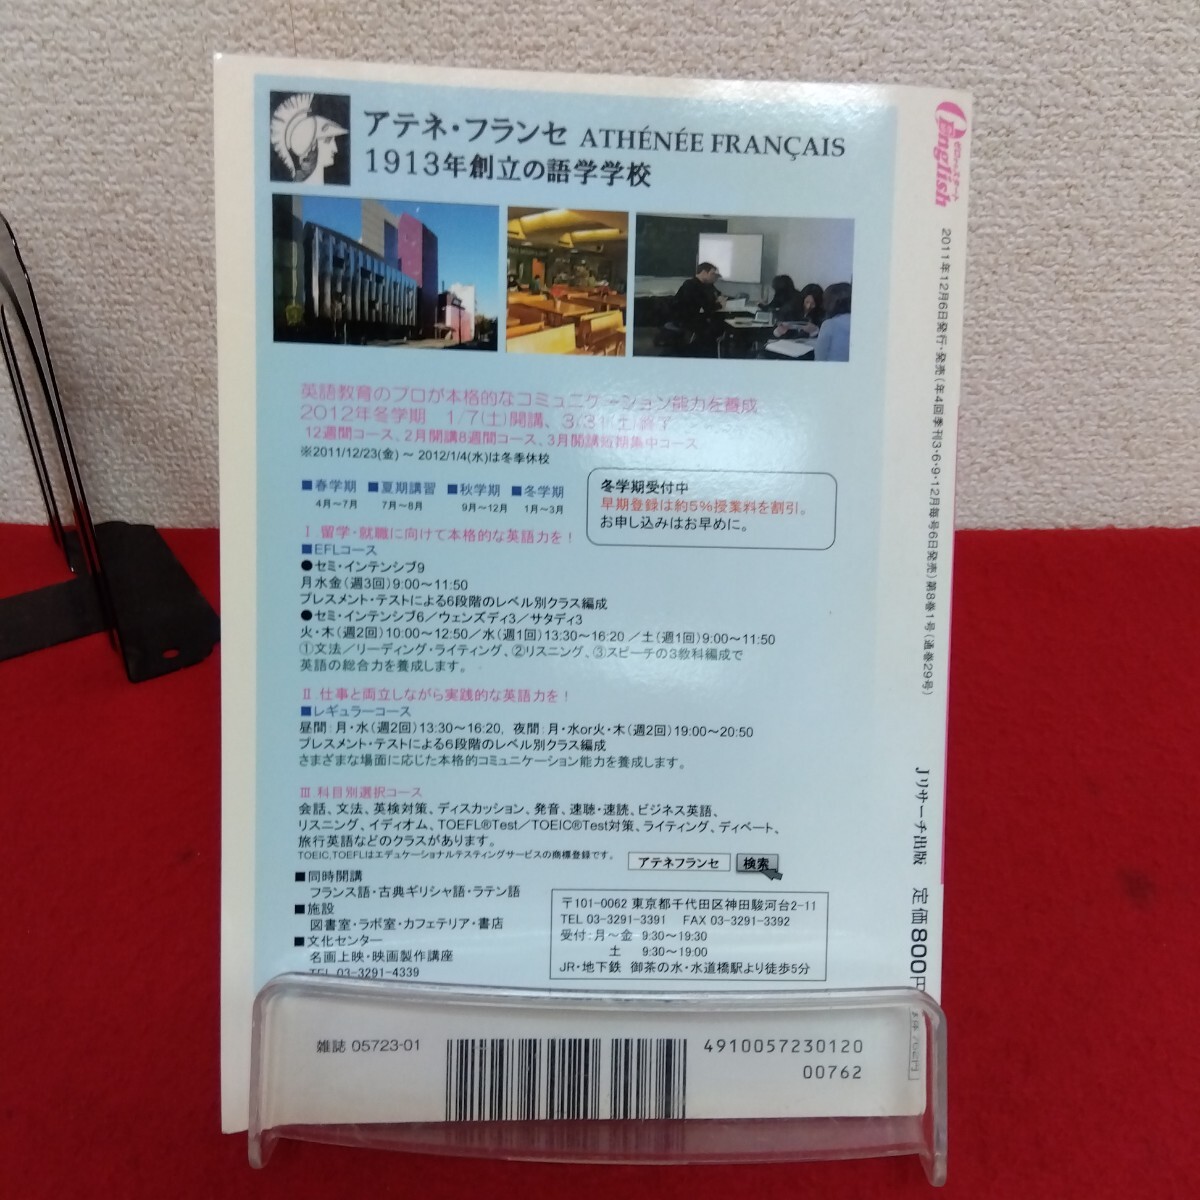 アテネ・フランセ ATHÉNÉE FRANÇAIS
1913年創立の語学学校
英語教育のプロが本格的なコミュニケーション能力を養成
2012年冬学期 1/7(土)開講、3/31(土)終了
12週間コース、2月開講8週間コース、3月開講短期集中コース
※2011/12/23(金)～2012/1/4(水)は冬季休校
■春学期 ■夏期講習 ■秋学期 ■冬学期
4月～7月 7月～8月 9月～12月 1月～3月
冬学期受付中
早期登録は約5%授業料を割引。
お申し込みはお早めに。
Ⅰ.留学・就職に向けて本格的な英語力を！
■EFLコース
●セミ・インテンシブ9
月水金(週3回)9:00～11:50
プレスメント・テストによる6段階のレベル別クラス編成
●セミ・インテンシブ6／ウェンズディ3／サタディ3
火・木(週2回)10:00～12:50／水(週1回)13:30～16:20／土(週1回)9:00～11:50
①文法／リーディング・ライティング、②リスニング、③スピーチの3教科編成で
英語の総合力を養成します。
Ⅱ.仕事と両立しながら実践的な英語力を！
■レギュラーコース
昼間:月・水(週2回)13:30～16:20, 夜間:月・水or火・木(週2回)19:00～20:50
プレスメント・テストによる6段階のレベル別クラス編成
さまざまな場面に応じた本格的コミュニケーション能力を養成します。
Ⅲ.科目別選択コース
会話、文法、英検対策、ディスカッション、発音、速聴・速読、ビジネス英語、
リスニング、イディオム、TOEFL®Test／TOEIC®Test対策、ライティング、ディベート、
旅行英語などのクラスがあります。
TOEIC,TOEFLはエデュケーショナルテスティングサービスの商標登録です。
アテネフランセ 検索
■同時開講
フランス語・古典ギリシャ語・ラテン語
■施設
図書室・ラボ室・カフェテリア・書店
■文化センター
名画上映・映画製作講座
TEL 03-3291-4339
〒101-0062 東京都千代田区神田駿河台2-11
TEL 03-3291-3391 FAX 03-3291-3392
受付:月～金 9:30～19:30
土 9:30～19:00
JR・地下鉄 御茶の水・水道橋駅より徒歩5分
雑誌 05723-01
4910057230120
00762
ゼロからスタート
English
2011年12月6日発行・発売(年4回季刊3・6・9・12月毎号6日発売)第8巻1号(通巻29号)
Jリサーチ出版 定価800円